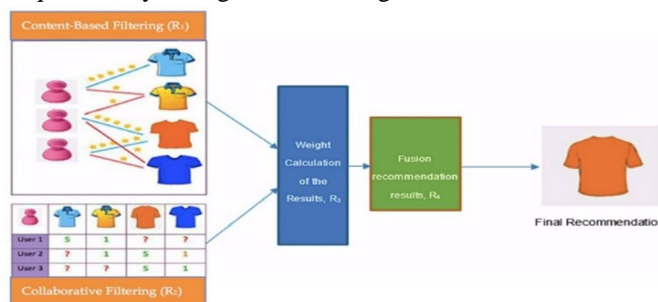 Content-Based Filtering (R₁)
Weight
Calculation
of the
Results, R₃
Fusion
recommendation
results, R₄
Final Recommendatio
User 1 5 1 ? ?
User 2 ? 1 5 1
User 3 ? ? 5 1
Collaborative Filtering (R₂)